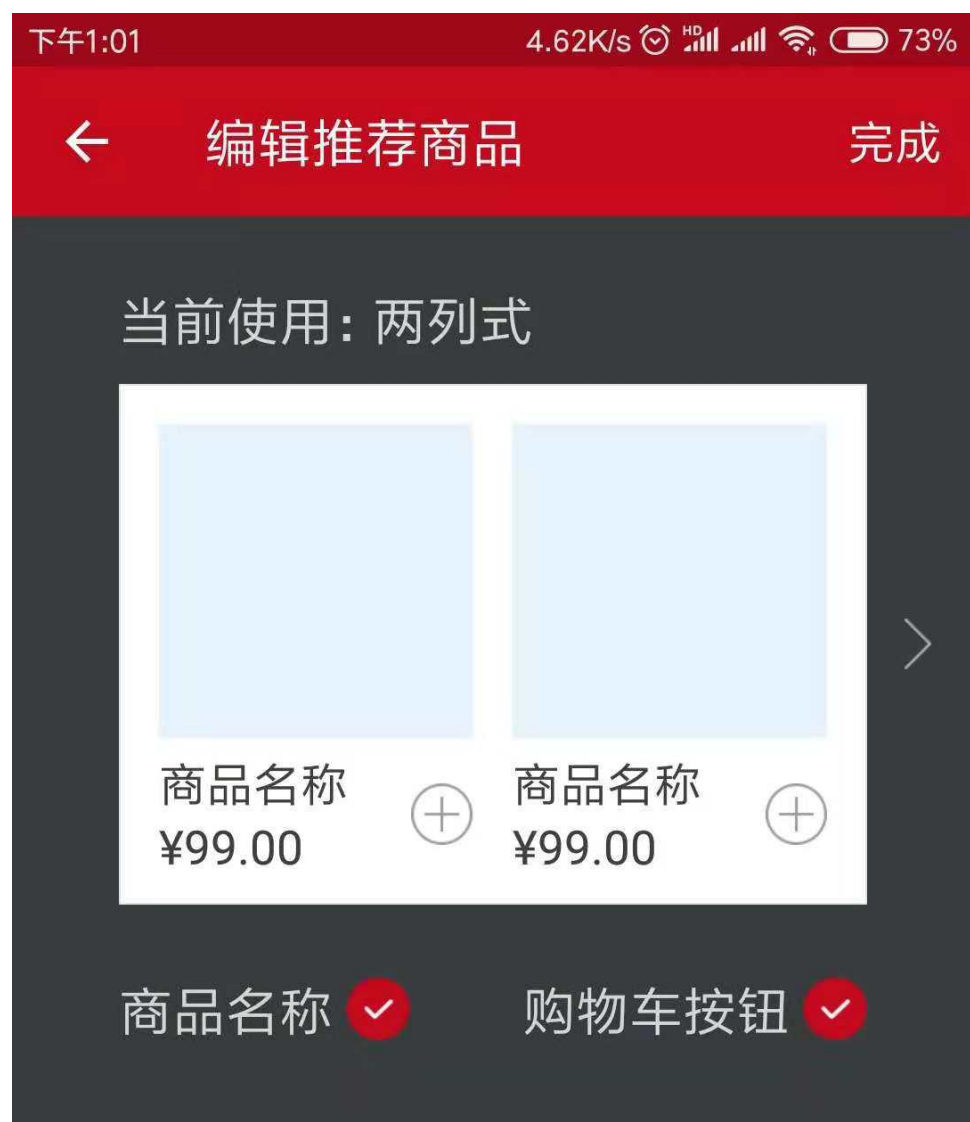 下午1:01 4.62K/s HD 73%
编辑推荐商品 完成
当前使用：两列式
商品名称 商品名称
¥99.00 ¥99.00
商品名称 购物车按钮